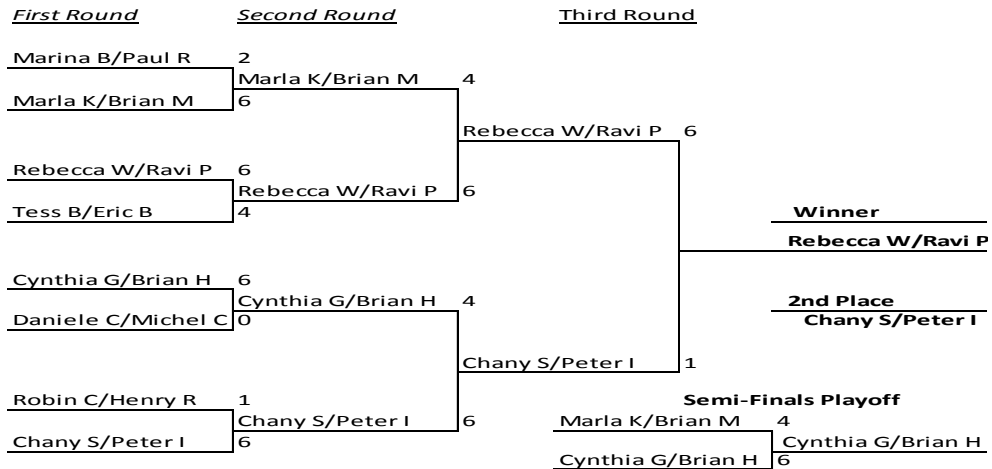 First Round Second Round Third Round
Marina B/Paul R 2
Marla K/Brian M 4
Marla K/Brian M 6
Rebecca W/Ravi P 6
Rebecca W/Ravi P 6
Rebecca W/Ravi P 6
Tess B/Eric B 4
Winner
Rebecca W/Ravi P
Cynthia G/Brian H 6
Cynthia G/Brian H 4
2nd Place
Daniele C/Michel C 0
Chany S/Peter I
Chany S/Peter I 1
Robin C/Henry R 1
Semi-Finals Playoff
Chany S/Peter I 6
Marla K/Brian M 4
Chany S/Peter I 6
Cynthia G/Brian H
Cynthia G/Brian H 6